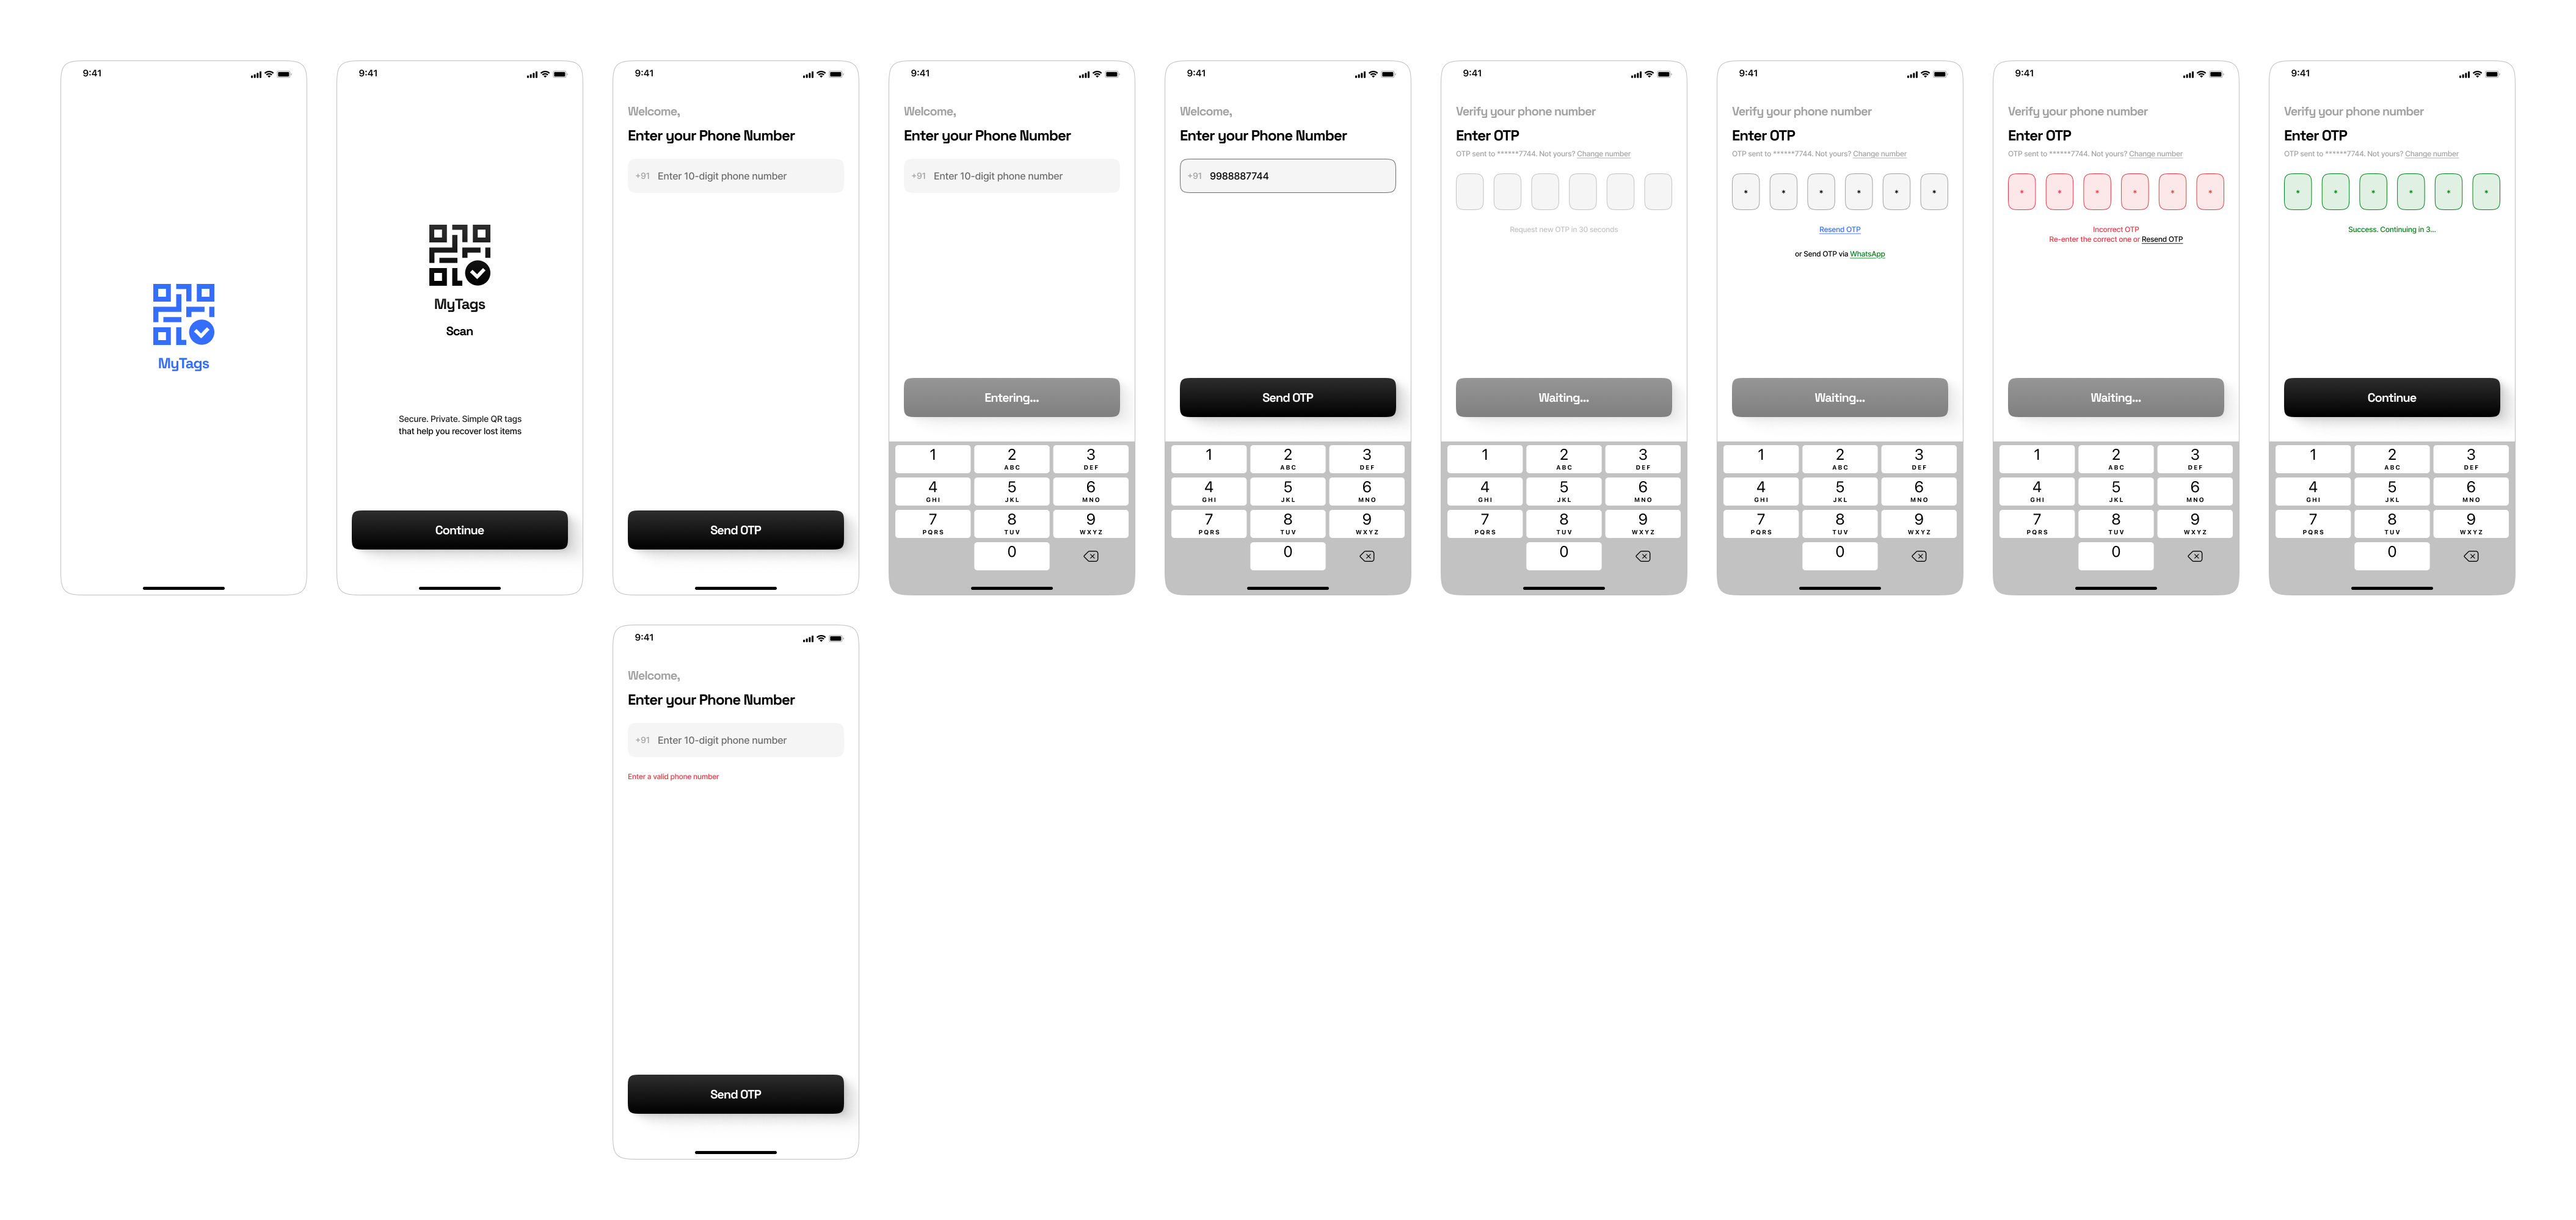 9:41
MyTags
9:41
MyTags
Scan
Secure. Private. Simple QR tags
that help you recover lost items
Continue
9:41
Welcome,
Enter your Phone Number
+91 Enter 10-digit phone number
Send OTP
9:41
Welcome,
Enter your Phone Number
+91 Enter 10-digit phone number
Entering...
1 2 3
ABC DEF
4 5 6
GHI JKL MNO
7 8 9
PQRS TUV WXYZ
0
9:41
Welcome,
Enter your Phone Number
+91 9988887744
Send OTP
1 2 3
ABC DEF
4 5 6
GHI JKL MNO
7 8 9
PQRS TUV WXYZ
0
9:41
Verify your phone number
Enter OTP
OTP sent to ******7744. Not yours? Change number
Request new OTP in 30 seconds
Waiting...
1 2 3
ABC DEF
4 5 6
GHI JKL MNO
7 8 9
PQRS TUV WXYZ
0
9:41
Verify your phone number
Enter OTP
OTP sent to ******7744. Not yours? Change number
* * * * * *
Resend OTP
or Send OTP via WhatsApp
Waiting...
1 2 3
ABC DEF
4 5 6
GHI JKL MNO
7 8 9
PQRS TUV WXYZ
0
9:41
Verify your phone number
Enter OTP
OTP sent to ******7744. Not yours? Change number
* * * * * *
Incorrect OTP
Re-enter the correct one or Resend OTP
Waiting...
1 2 3
ABC DEF
4 5 6
GHI JKL MNO
7 8 9
PQRS TUV WXYZ
0
9:41
Verify your phone number
Enter OTP
OTP sent to ******7744. Not yours? Change number
* * * * * *
Success. Continuing in 3...
Continue
1 2 3
ABC DEF
4 5 6
GHI JKL MNO
7 8 9
PQRS TUV WXYZ
0
9:41
Welcome,
Enter your Phone Number
+91 Enter 10-digit phone number
Enter a valid phone number
Send OTP